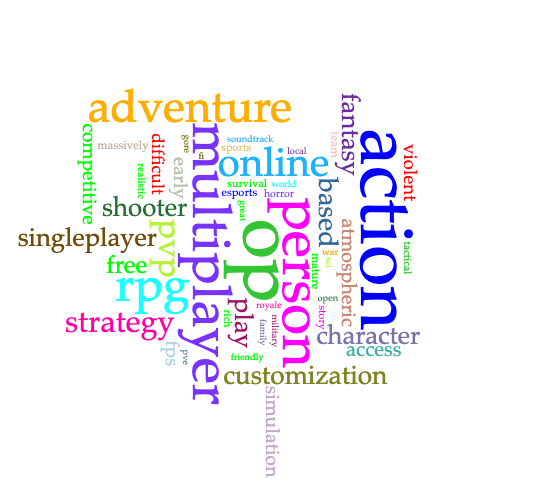 adventure
multiplayer
action
fantasy
competitive
massively
difficult
gore
fi
soundtrack
sports
local
team
violent
online
realistic
early
survival
world
esports
horror
great
based
shooter
pvp
op
person
singleplayer
free
rpg
atmospheric
tactical
war
sci
mature
open
royale
story
strategy
play
rich
family
military
character
fps
pve
friendly
access
customization
simulation